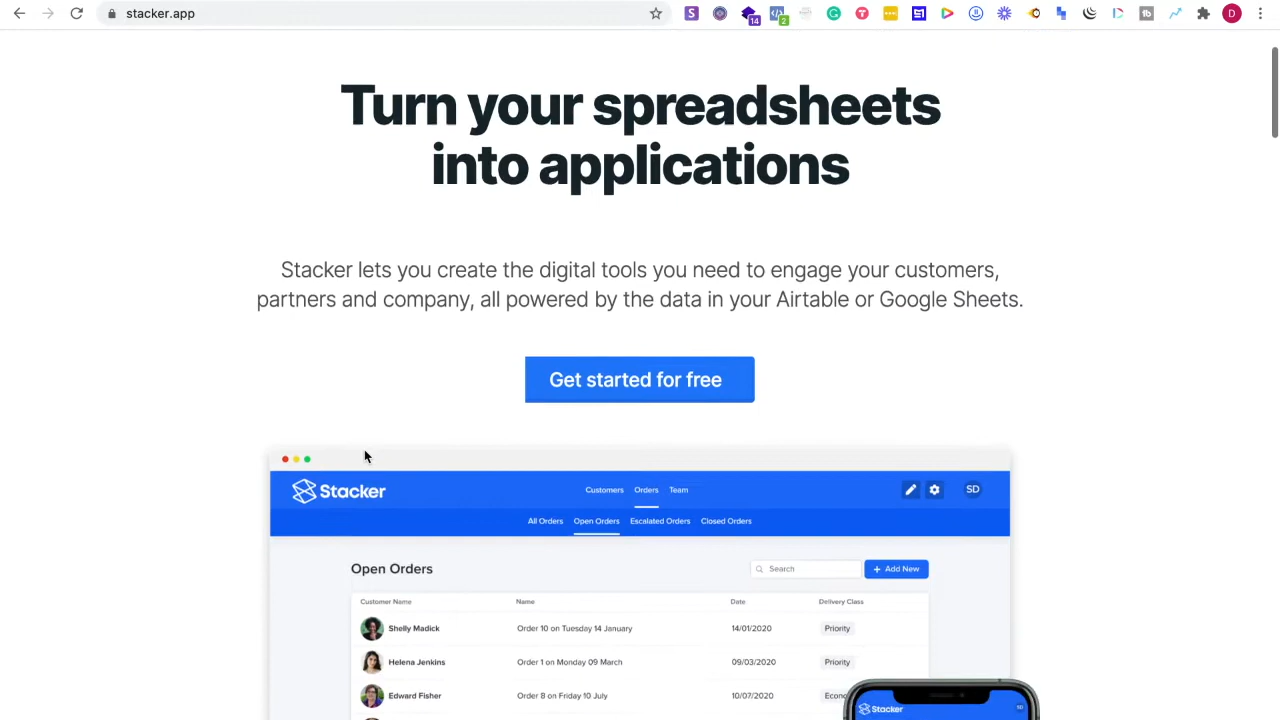 stacker.app
14
2
D
Turn your spreadsheets
into applications
Stacker lets you create the digital tools you need to engage your customers,
partners and company, all powered by the data in your Airtable or Google Sheets.
Get started for free
Stacker
Customers Orders Team
SD
All Orders Open Orders Escalated Orders Closed Orders
Open Orders
Search
+ Add New
Customer Name Name Date Delivery Class
Shelly Madick Order 10 on Tuesday 14 January 14/01/2020 Priority
Helena Jenkins Order 1 on Monday 09 March 09/03/2020 Priority
Edward Fisher Order 8 on Friday 10 July 10/07/2020
Stacker